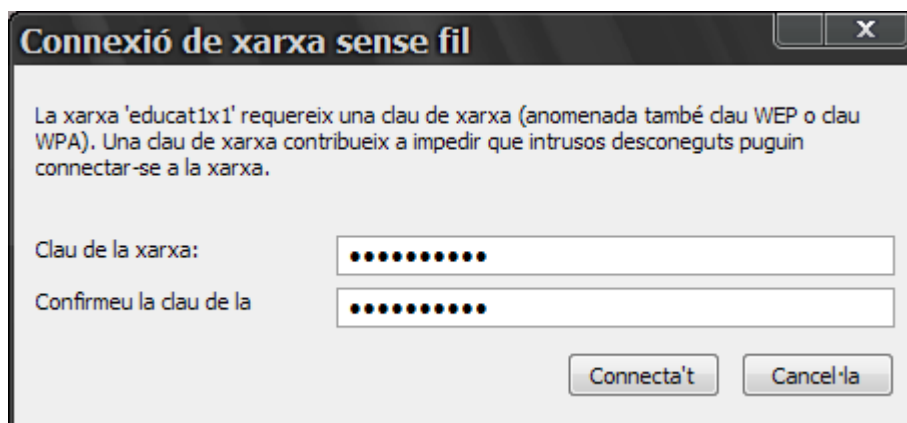 Connexió de xarxa sense fil
x
La xarxa 'educat1x1' requereix una clau de xarxa (anomenada també clau WEP o clau
WPA). Una clau de xarxa contribueix a impedir que intrusos desconeguts puguin
connectar-se a la xarxa.
Clau de la xarxa: ••••••••••
Confirmeu la clau de la ••••••••••
Connecta't Cancel·la